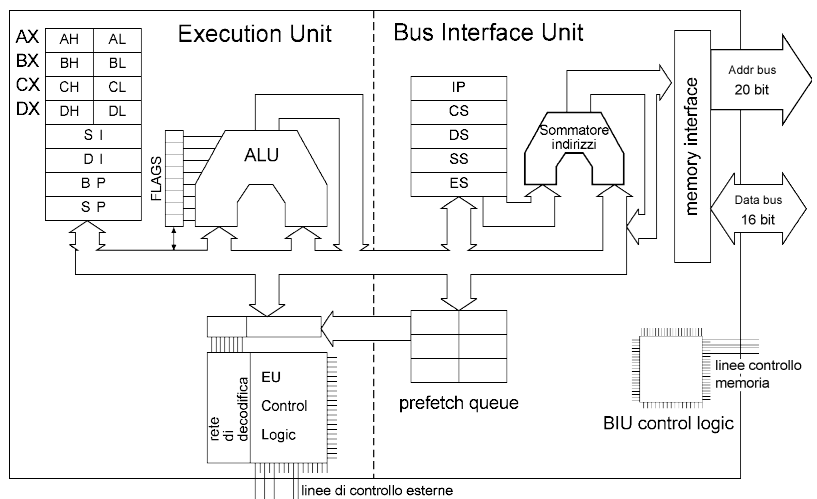 Execution Unit
Bus Interface Unit
AX AH AL
BX BH BL
CX CH CL
DX DH DL
S I
D I
B P
S P
FLAGS
ALU
IP
CS
DS
SS
ES
Sommatore
indirizzi
memory interface
Addr bus
20 bit
Data bus
16 bit
rete
di
decodifica
EU
Control
Logic
prefetch queue
linee controllo
memoria
BIU control logic
linee di controllo esterne